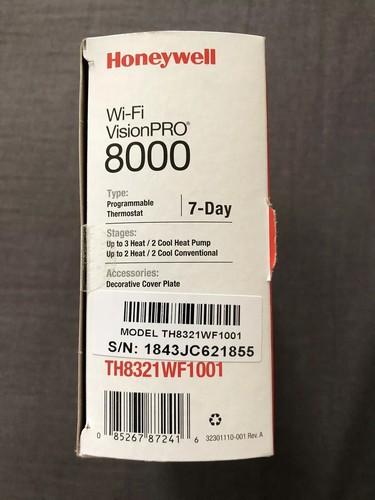 Honeywell
Wi-Fi
VisionPRO®
8000
Type:
Programmable
Thermostat
7-Day
Stages:
Up to 3 Heat / 2 Cool Heat Pump
Up to 2 Heat / 2 Cool Conventional
Accessories:
Decorative Cover Plate
MODEL TH8321WF1001
S/N: 1843JC621855
TH8321WF1001
0 85267 87241 6
32301110-001 Rev. A